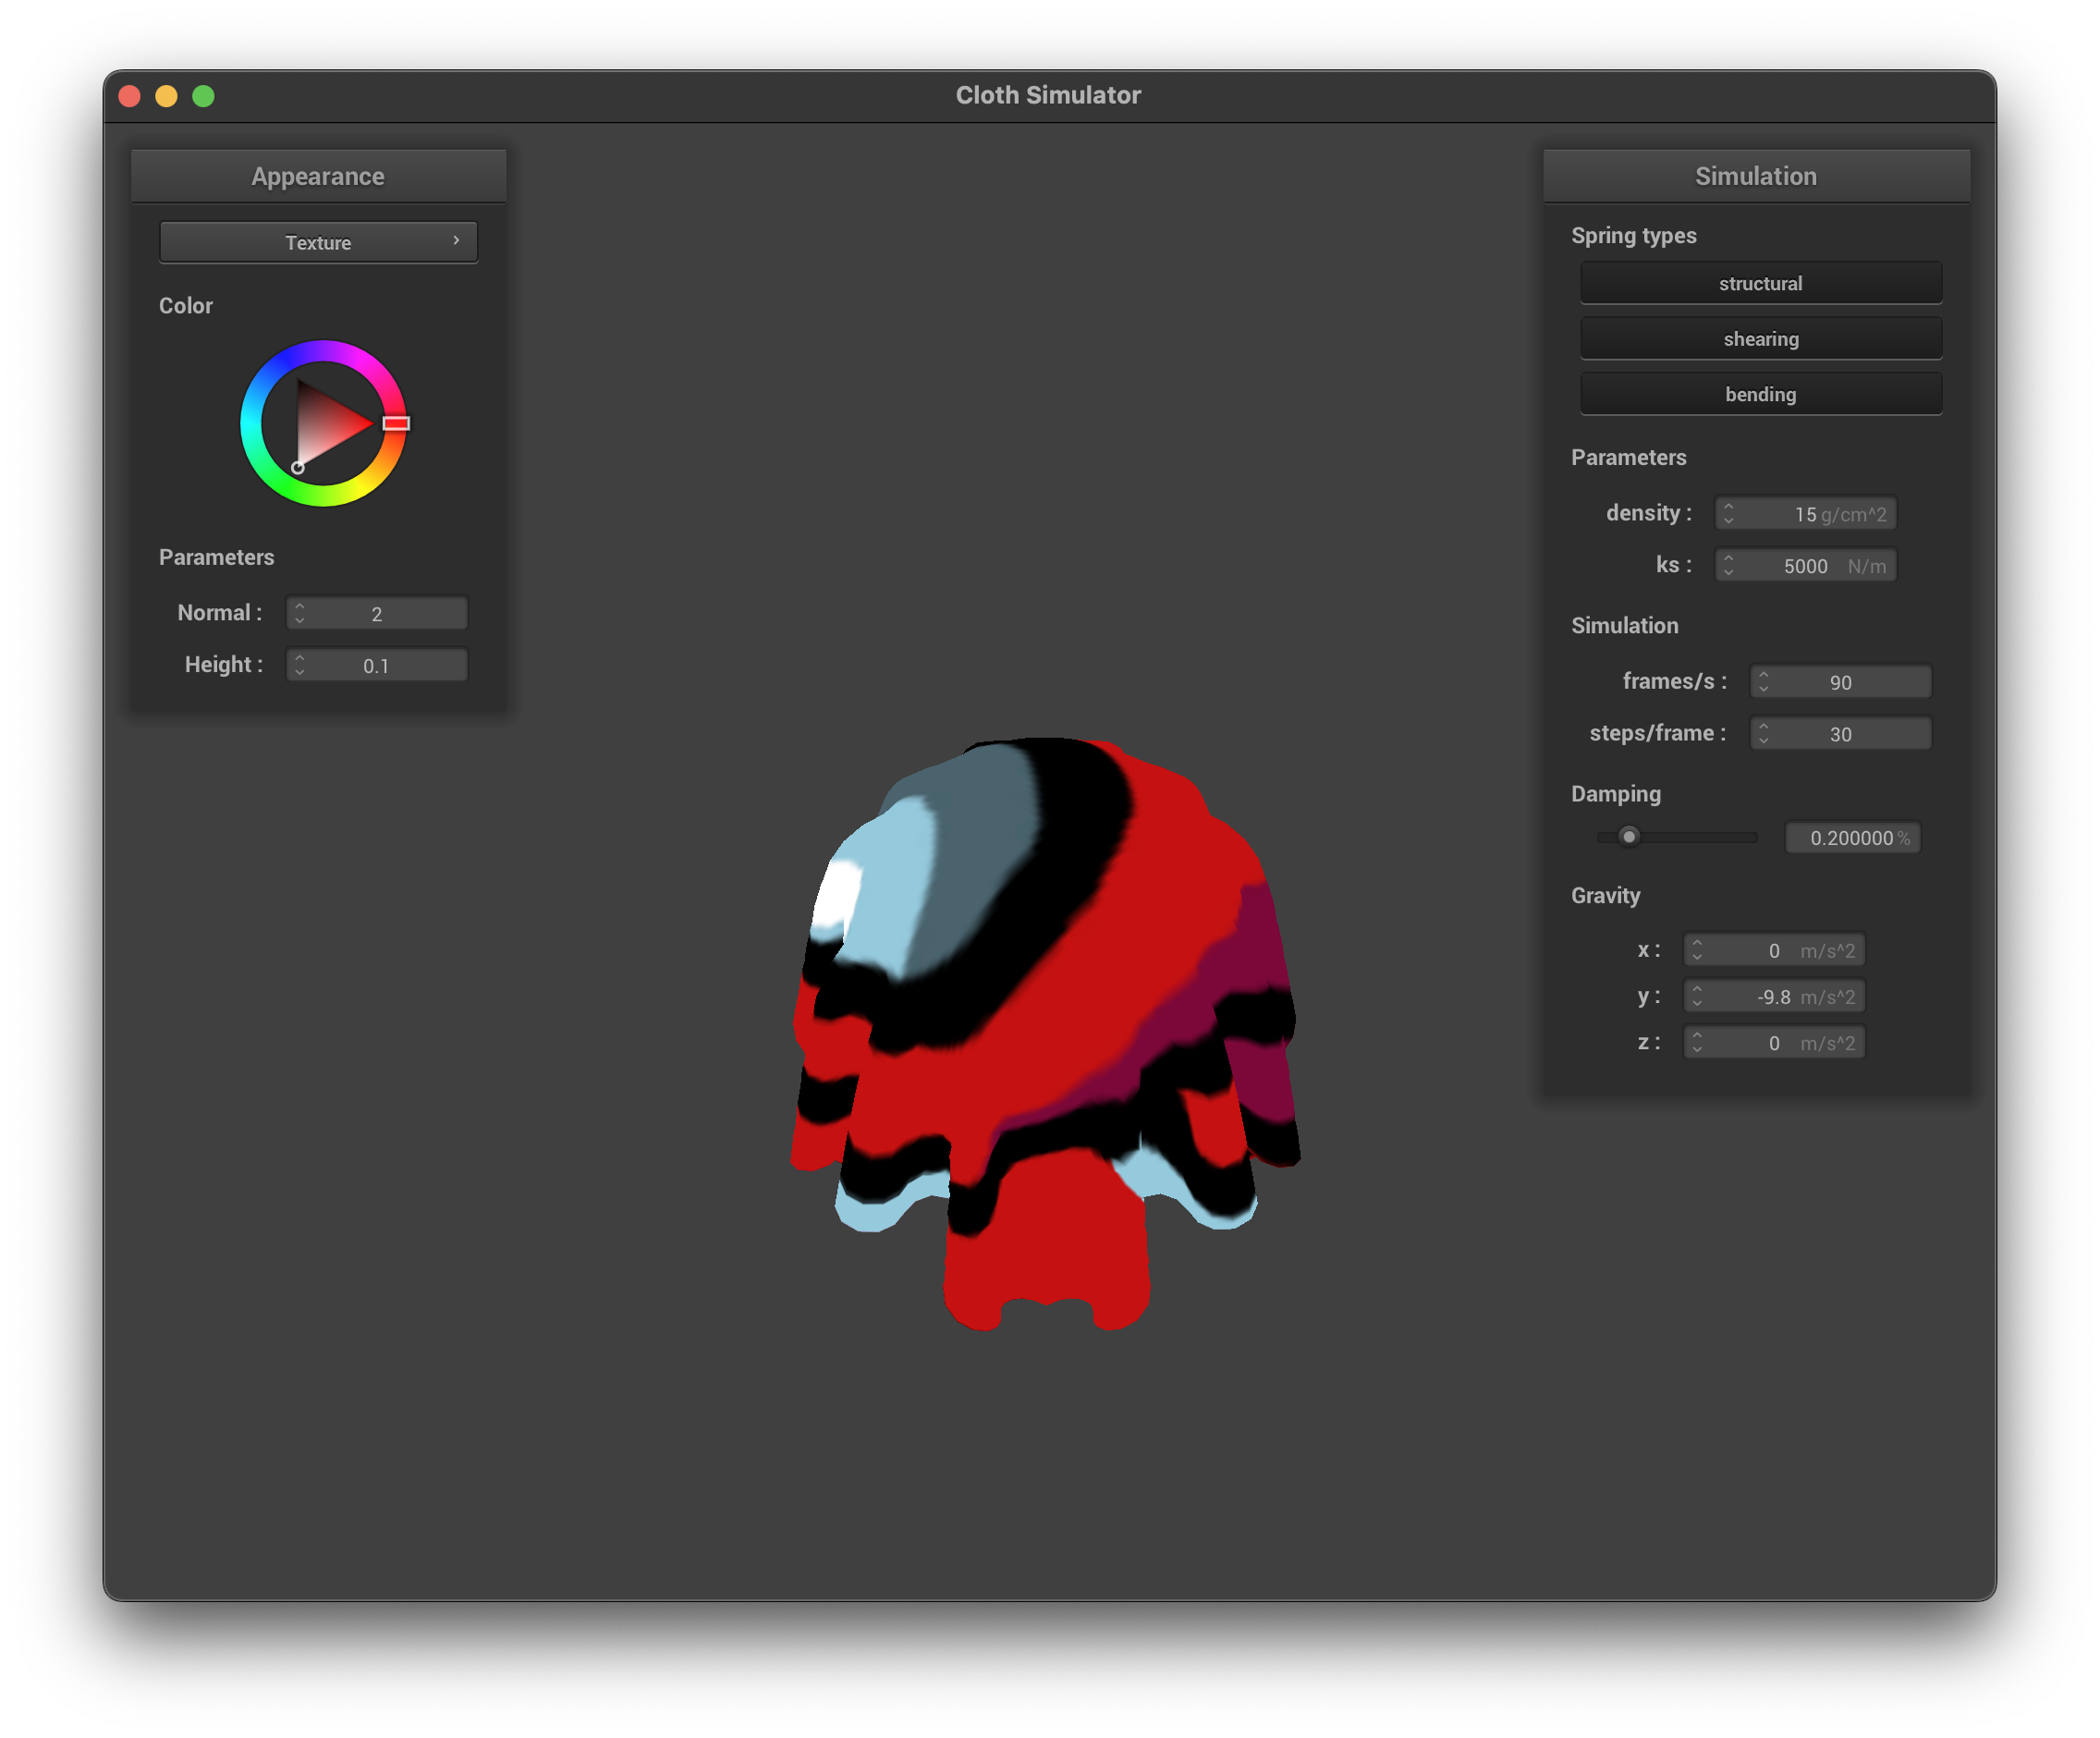 Cloth Simulator
Appearance
Texture
Color
Parameters
Normal : 2
Height : 0.1
Simulation
Spring types
structural
shearing
bending
Parameters
density : 15 g/cm^2
ks : 5000 N/m
Simulation
frames/s : 90
steps/frame : 30
Damping
0.200000 %
Gravity
x : 0 m/s^2
y : -9.8 m/s^2
z : 0 m/s^2